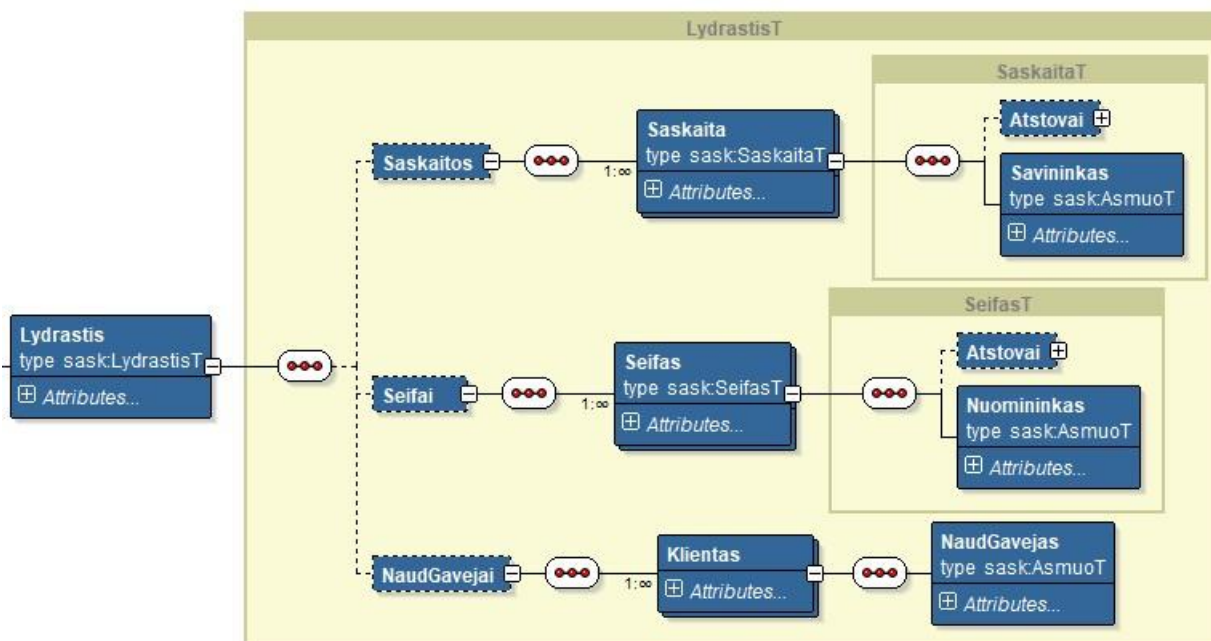 LydrastisT
SaskaitaT
Atstovai
Saskaita
type sask:SaskaitaT
Attributes...
1:∞
Saskaitos
Savininkas
type sask:AsmuoT
Attributes...
SeifasT
Lydrastis
type sask:LydrastisT
Attributes...
Atstovai
Seifas
type sask:SeifasT
Attributes...
1:∞
Seifai
Nuomininkas
type sask:AsmuoT
Attributes...
NaudGavejai
1:∞
Klientas
Attributes...
NaudGavejas
type sask:AsmuoT
Attributes...